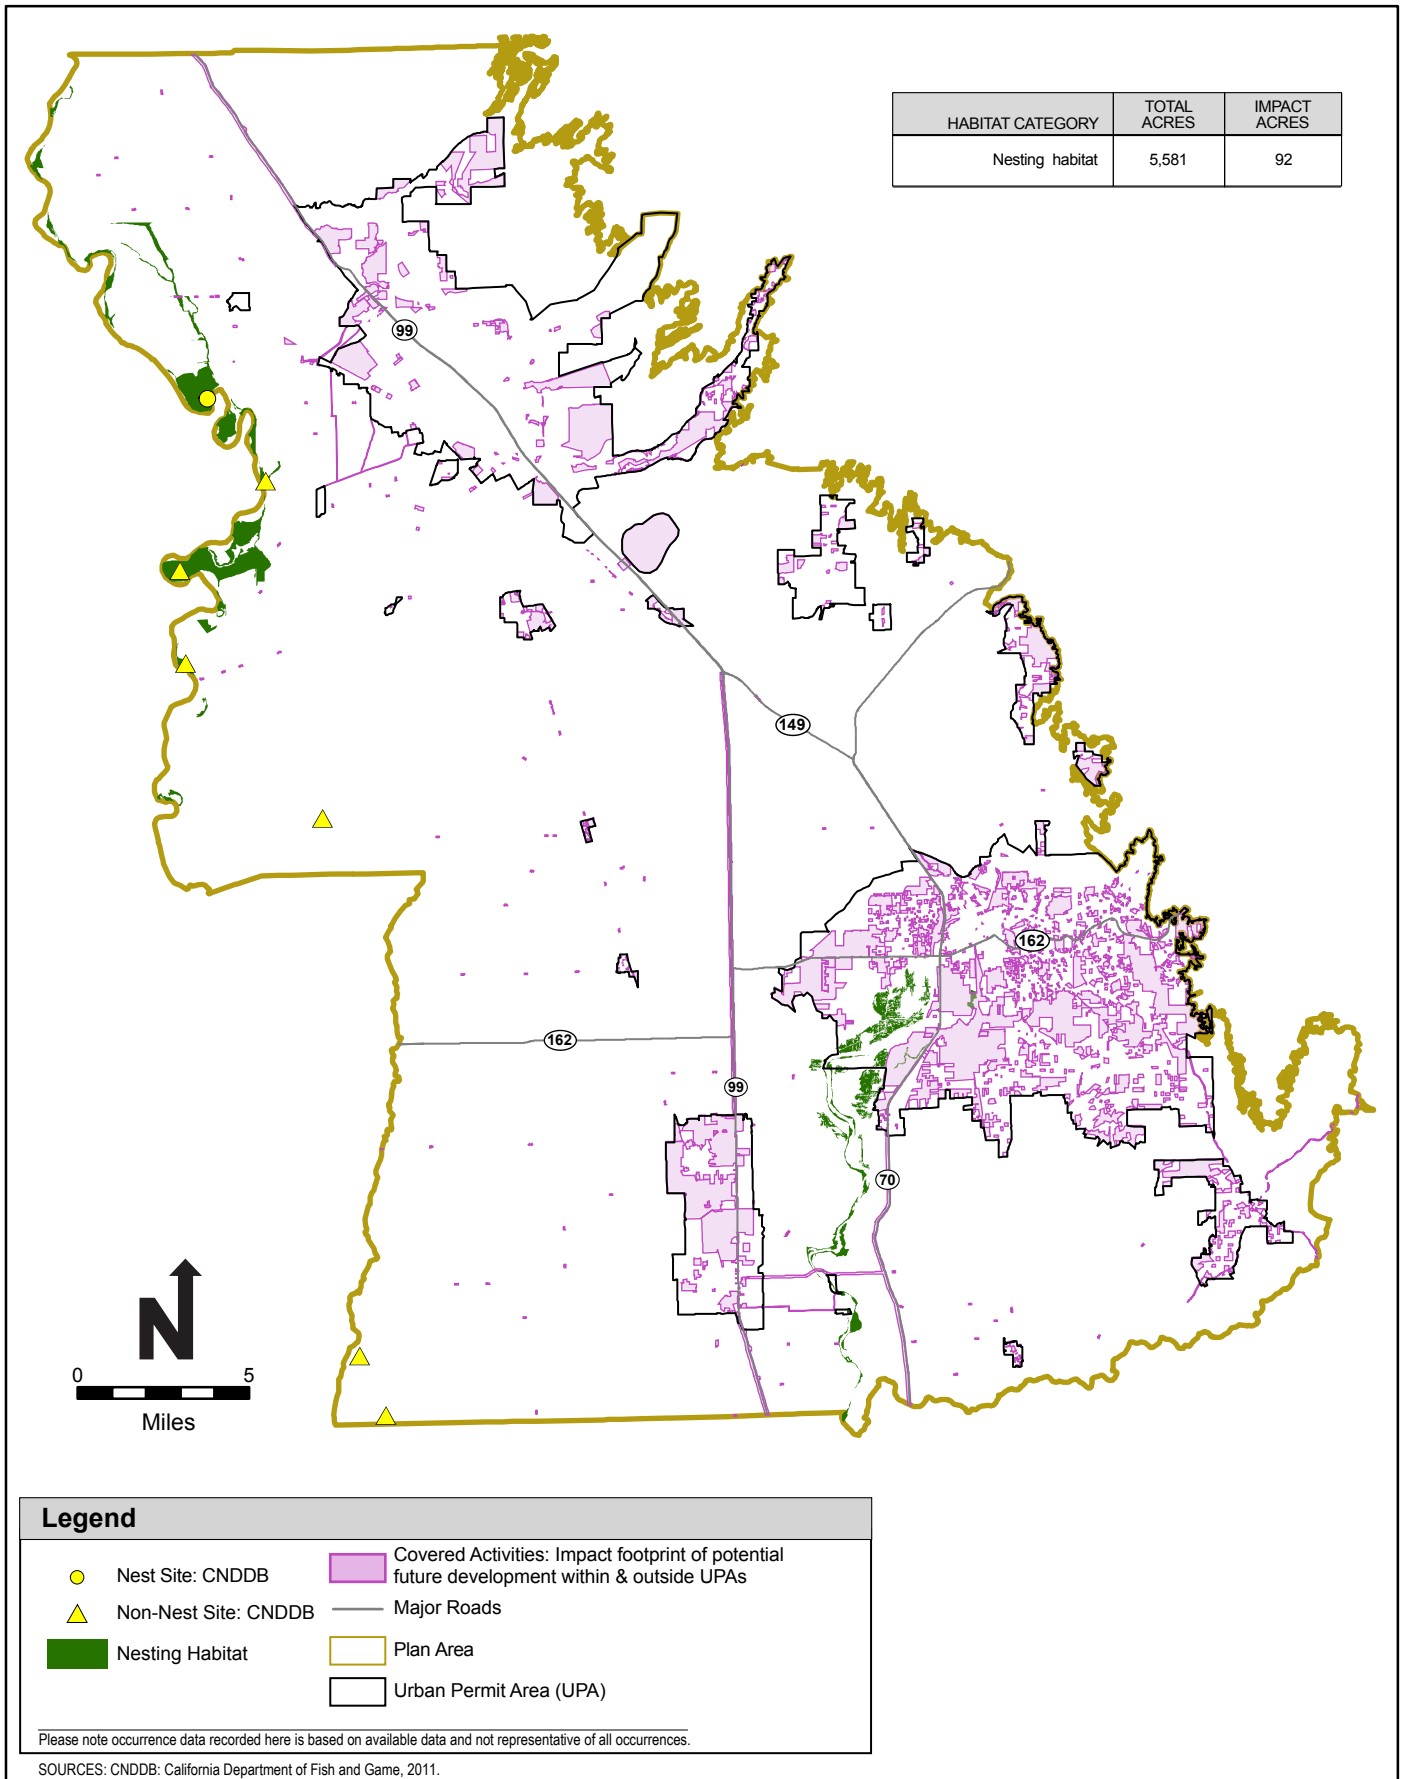 HABITAT CATEGORY TOTAL ACRES IMPACT ACRES
Nesting habitat 5,581 92
99
149
162
162
99
70
N
0 5
Miles
Legend
Nest Site: CNDDB
Non-Nest Site: CNDDB
Nesting Habitat
Covered Activities: Impact footprint of potential
future development within & outside UPAs
Major Roads
Plan Area
Urban Permit Area (UPA)
Please note occurrence data recorded here is based on available data and not representative of all occurrences.
SOURCES: CNDDB: California Department of Fish and Game, 2011.